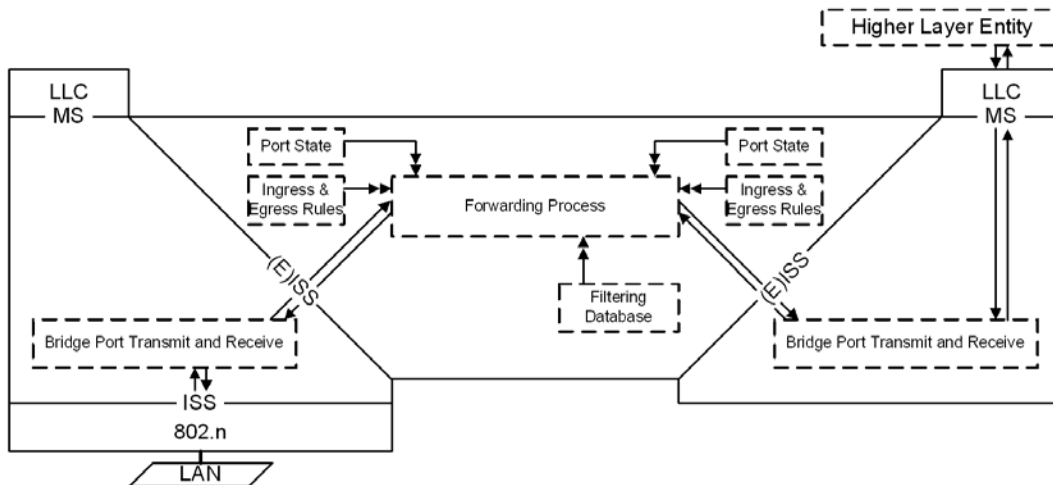 Higher Layer Entity
LLC
MS
LLC
MS
Port State
Port State
Ingress &
Egress Rules
Forwarding Process
Ingress &
Egress Rules
(E)ISS
(E)ISS
Filtering
Database
Bridge Port Transmit and Receive
Bridge Port Transmit and Receive
ISS
802.n
LAN